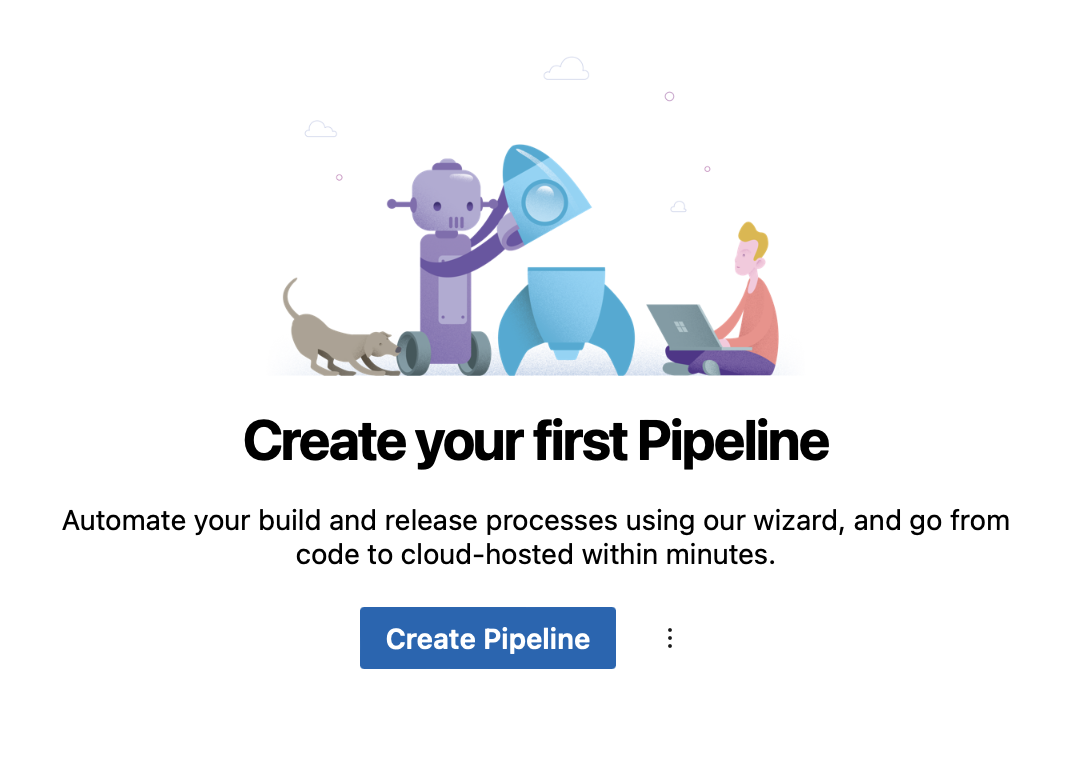 Create your first Pipeline
Automate your build and release processes using our wizard, and go from
code to cloud-hosted within minutes.
Create Pipeline